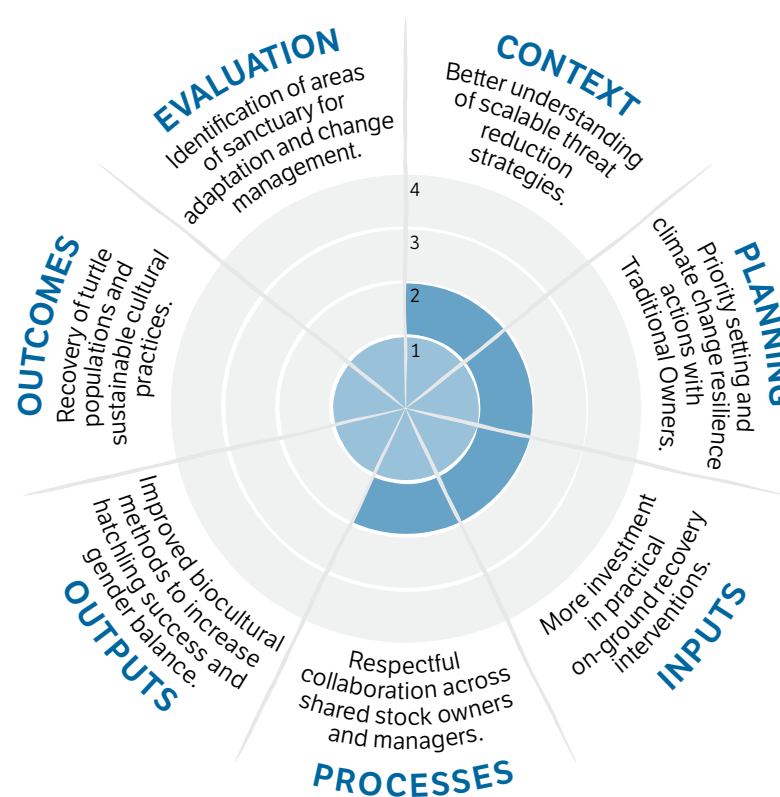 EVALUATION
Identification of areas
of sanctuary for
adaptation and change
management.
CONTEXT
Better understanding
of scalable threat
reduction
strategies.
PLANNING
Priority setting and
climate change resilience
actions with
Traditional Owners.
INPUTS
More investment
in practical
on-ground recovery
interventions.
PROCESSES
Respectful
collaboration across
shared stock owners
and managers.
OUTPUTS
Improved biocultural
methods to increase
hatchling success and
gender balance.
OUTCOMES
Recovery of turtle
populations and
sustainable cultural
practices.
4
3
2
1